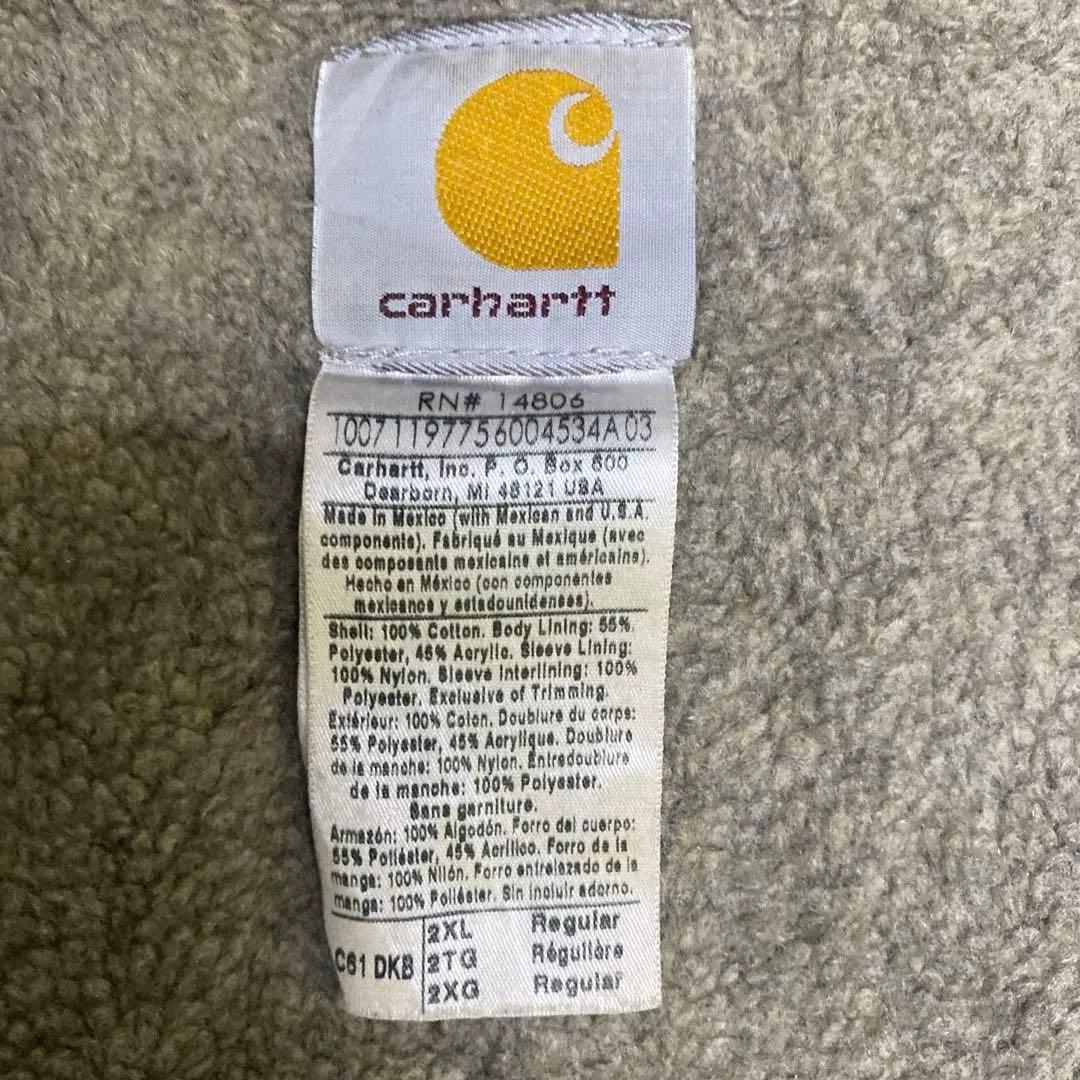 carhartt
RN# 14806
10071197756004534A 03
Carhartt, Inc. P. O. Box 600
Dearborn, MI 48121 USA
Made in Mexico (with Mexican and U.S.A.
components). Fabriqué au Mexique (avec
des composants mexicains et américains).
Hecho en México (con componentes
mexicanos y estadounidenses).
Shell: 100% Cotton. Body Lining: 55%
Polyester, 45% Acrylic. Sleeve Lining:
100% Nylon. Sleeve Interlining: 100%
Polyester. Exclusive of Trimming.
Extérieur: 100% Coton. Doublure du corps:
55% Polyester, 45% Acrylique. Doublure
de la manche: 100% Nylon. Entredoublure
de la manche: 100% Polyester.
Sans garniture.
Armazón: 100% Algodón. Forro del cuerpo:
55% Poliéster, 45% Acrílico. Forro de la
manga: 100% Nilón. Forro entrelazado de la
manga: 100% Poliéster. Sin incluir adorno.
C61 DKB
2XL Regular
2TG Régulière
2XG Regular